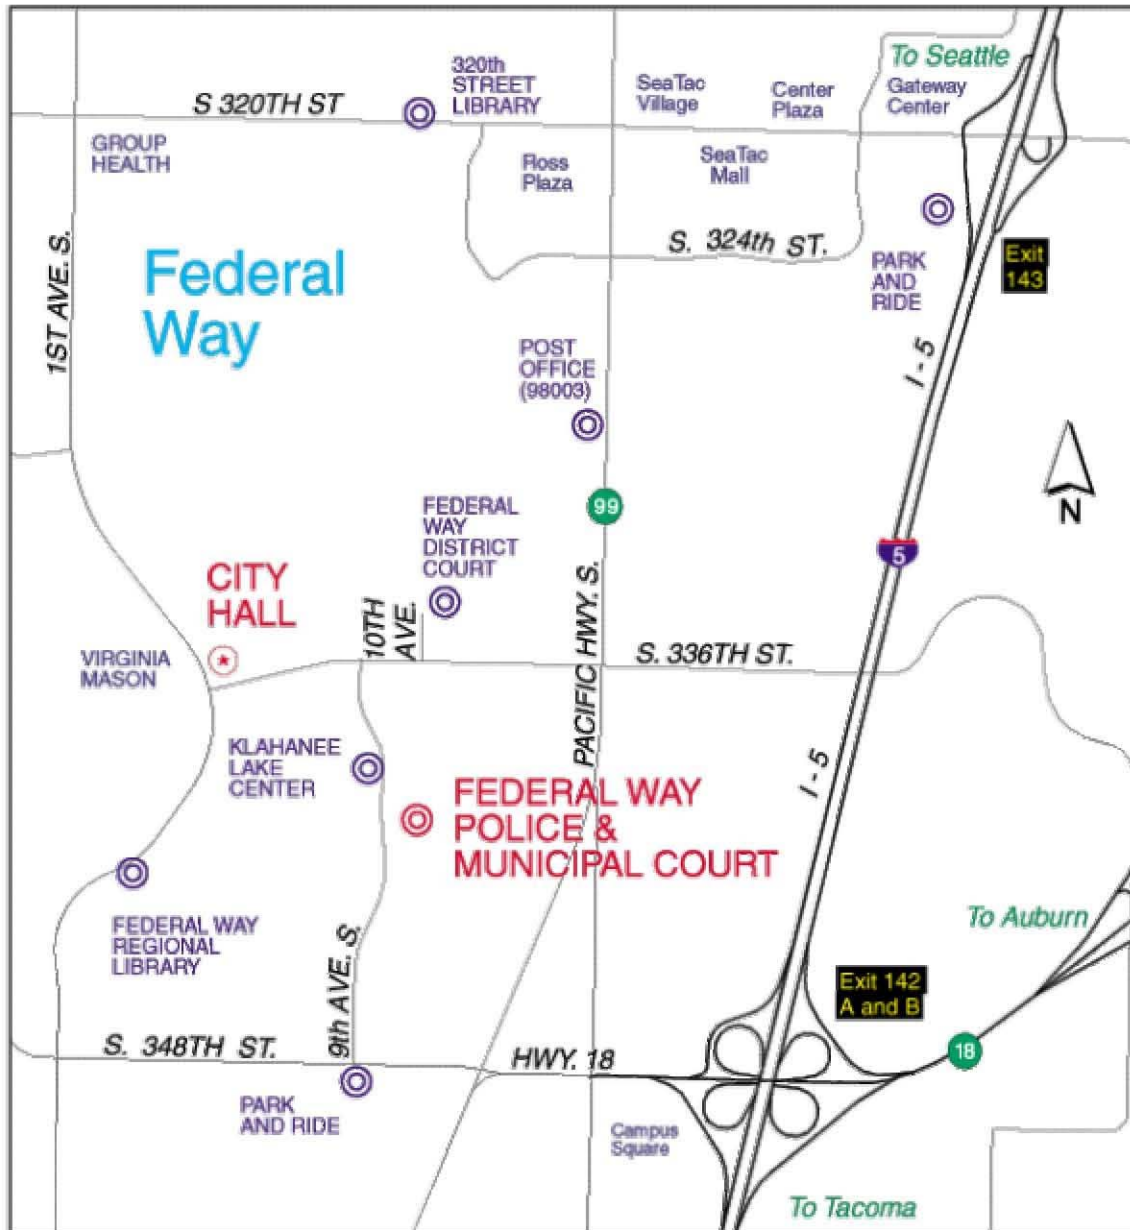 To Seattle
320th
STREET
LIBRARY
S 320TH ST
SeaTac
Village
Center
Plaza
Gateway
Center
GROUP
HEALTH
Ross
Plaza
SeaTac
Mall
S. 324th ST.
PARK
AND
RIDE
Exit
143
1ST AVE. S.
Federal
Way
POST
OFFICE
(98003)
I - 5
99
N
FEDERAL
WAY
DISTRICT
COURT
5
CITY
HALL
10TH
AVE.
PACIFIC HWY. S.
S. 336TH ST.
VIRGINIA
MASON
KLAHANEE
LAKE
CENTER
I - 5
FEDERAL WAY
POLICE &
MUNICIPAL COURT
FEDERAL WAY
REGIONAL
LIBRARY
To Auburn
9th AVE. S.
Exit 142
A and B
S. 348TH ST.
HWY. 18
18
PARK
AND RIDE
Campus
Square
To Tacoma